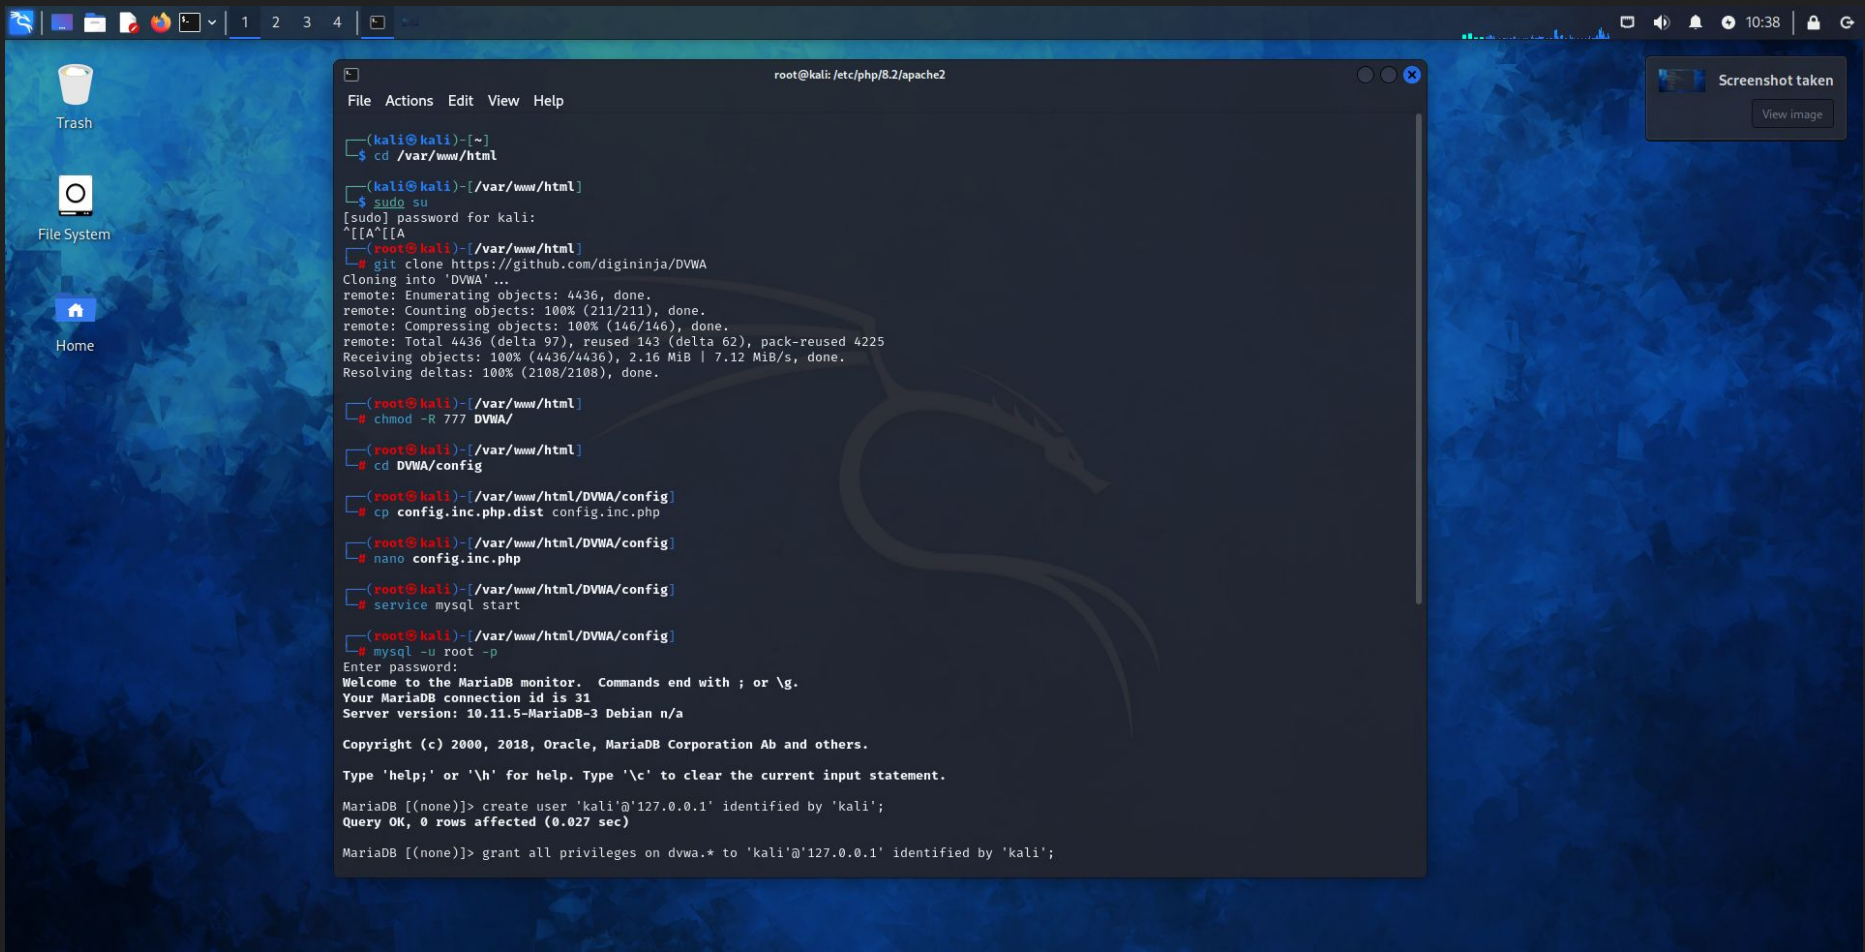 1 2 3 4
10:38
root@kali: /etc/php/8.2/apache2
Screenshot taken
View image
Trash
File System
Home
File Actions Edit View Help
(kali㉿kali)-[~]
$ cd /var/www/html
(kali㉿kali)-[/var/www/html]
$ sudo su
[sudo] password for kali:
^[[A^[[A
(root㉿kali)-[/var/www/html]
# git clone https://github.com/digininja/DVWA
Cloning into 'DVWA'...
remote: Enumerating objects: 4436, done.
remote: Counting objects: 100% (211/211), done.
remote: Compressing objects: 100% (146/146), done.
remote: Total 4436 (delta 97), reused 143 (delta 62), pack-reused 4225
Receiving objects: 100% (4436/4436), 2.16 MiB | 7.12 MiB/s, done.
Resolving deltas: 100% (2108/2108), done.
(root㉿kali)-[/var/www/html]
# chmod -R 777 DVWA/
(root㉿kali)-[/var/www/html]
# cd DVWA/config
(root㉿kali)-[/var/www/html/DVWA/config]
# cp config.inc.php.dist config.inc.php
(root㉿kali)-[/var/www/html/DVWA/config]
# nano config.inc.php
(root㉿kali)-[/var/www/html/DVWA/config]
# service mysql start
(root㉿kali)-[/var/www/html/DVWA/config]
# mysql -u root -p
Enter password:
Welcome to the MariaDB monitor.  Commands end with ; or \g.
Your MariaDB connection id is 31
Server version: 10.11.5-MariaDB-3 Debian n/a
Copyright (c) 2000, 2018, Oracle, MariaDB Corporation Ab and others.
Type 'help;' or '\h' for help. Type '\c' to clear the current input statement.
MariaDB [(none)]> create user 'kali'@'127.0.0.1' identified by 'kali';
Query OK, 0 rows affected (0.027 sec)
MariaDB [(none)]> grant all privileges on dvwa.* to 'kali'@'127.0.0.1' identified by 'kali';